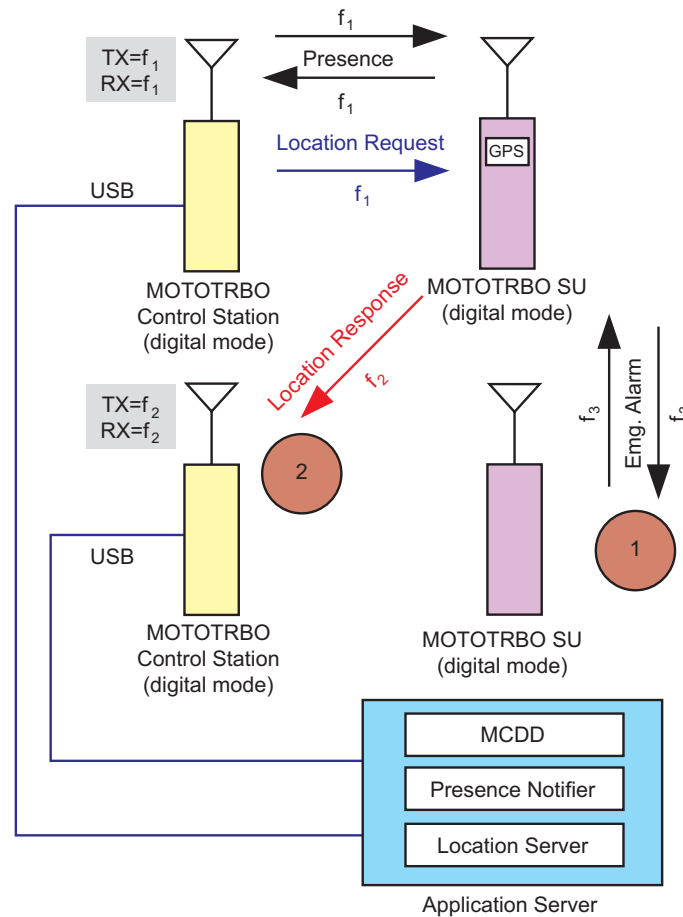 f1
Presence
f1
TX=f1
RX=f1
Location Request
f1
GPS
USB
MOTOTRBO
Control Station
(digital mode)
MOTOTRBO SU
(digital mode)
Location Response
f2
TX=f2
RX=f2
2
f3
Emg. Alarm
f3
1
USB
MOTOTRBO
Control Station
(digital mode)
MOTOTRBO SU
(digital mode)
MCDD
Presence Notifier
Location Server
Application Server